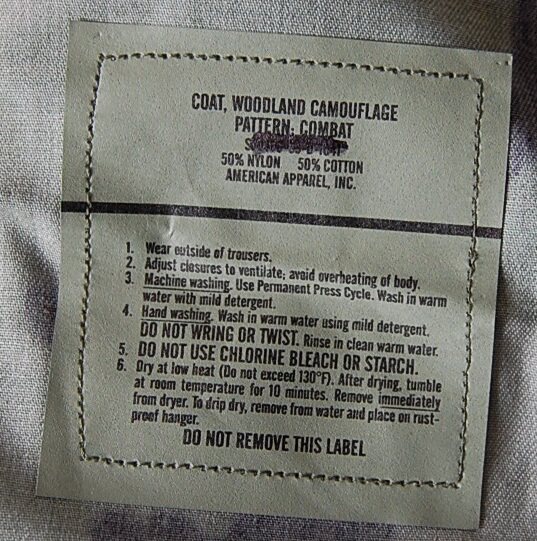 COAT, WOODLAND CAMOUFLAGE
PATTERN: COMBAT
50% NYLON 50% COTTON
AMERICAN APPAREL, INC.
1. Wear outside of trousers.
2. Adjust closures to ventilate; avoid overheating of body.
3. Machine washing. Use Permanent Press Cycle. Wash in warm
water with mild detergent.
4. Hand washing. Wash in warm water using mild detergent.
DO NOT WRING OR TWIST. Rinse in clean warm water.
5. DO NOT USE CHLORINE BLEACH OR STARCH.
6. Dry at low heat (Do not exceed 130°F). After drying, tumble
at room temperature for 10 minutes. Remove immediately
from dryer. To drip dry, remove from water and place on rust-
proof hanger.
DO NOT REMOVE THIS LABEL